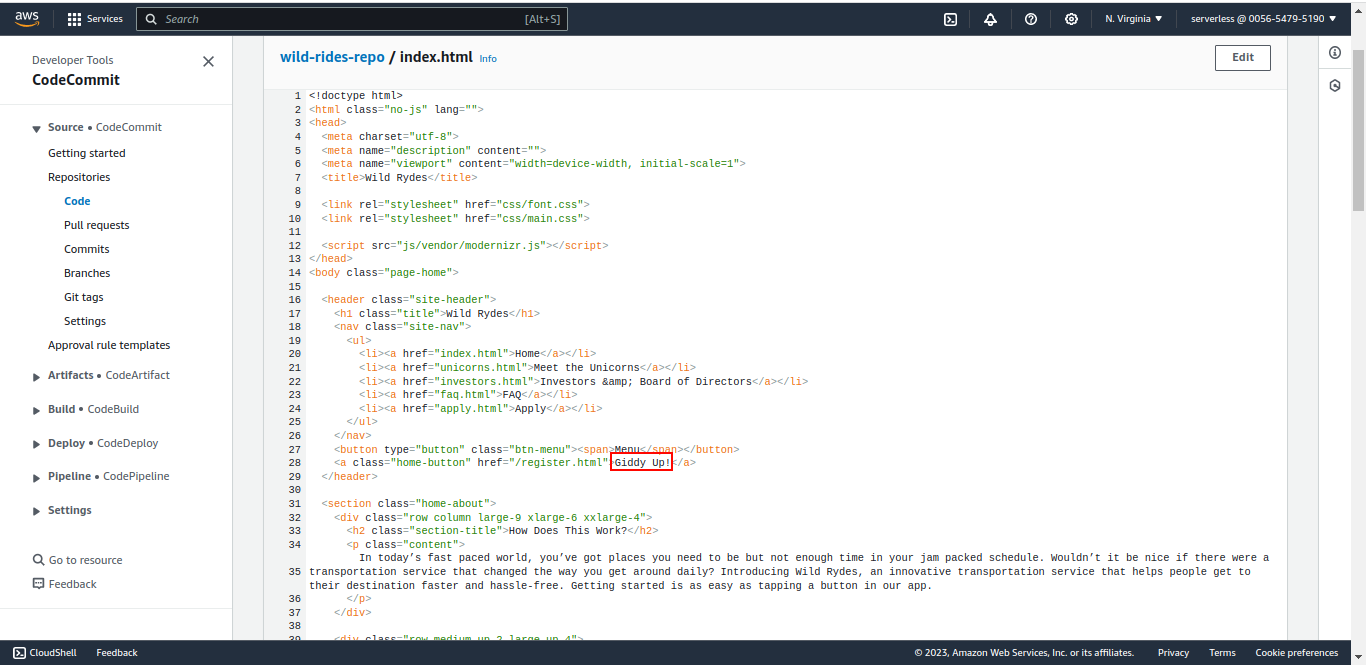 aws Services Search [Alt+S] N. Virginia serverless @ 0056-5479-5190
Developer Tools
CodeCommit
Source • CodeCommit
Getting started
Repositories
Code
Pull requests
Commits
Branches
Git tags
Settings
Approval rule templates
Artifacts • CodeArtifact
Build • CodeBuild
Deploy • CodeDeploy
Pipeline • CodePipeline
Settings
Go to resource
Feedback
wild-rides-repo / index.html Info
Edit
1 <!doctype html>
2 <html class="no-js" lang="">
3 <head>
4 <meta charset="utf-8">
5 <meta name="description" content="">
6 <meta name="viewport" content="width=device-width, initial-scale=1">
7 <title>Wild Rydes</title>
8
9 <link rel="stylesheet" href="css/font.css">
10 <link rel="stylesheet" href="css/main.css">
11
12 <script src="js/vendor/modernizr.js"></script>
13 </head>
14 <body class="page-home">
15
16 <header class="site-header">
17 <h1 class="title">Wild Rydes</h1>
18 <nav class="site-nav">
19 <ul>
20 <li><a href="index.html">Home</a></li>
21 <li><a href="unicorns.html">Meet the Unicorns</a></li>
22 <li><a href="investors.html">Investors &amp; Board of Directors</a></li>
23 <li><a href="faq.html">FAQ</a></li>
24 <li><a href="apply.html">Apply</a></li>
25 </ul>
26 </nav>
27 <button type="button" class="btn-menu"><span>Menu</span></button>
28 <a class="home-button" href="/register.html">Giddy Up!</a>
29 </header>
30
31 <section class="home-about">
32 <div class="row column large-9 xlarge-6 xxlarge-4">
33 <h2 class="section-title">How Does This Work?</h2>
34 <p class="content">
In today’s fast paced world, you’ve got places you need to be but not enough time in your jam packed schedule. Wouldn’t it be nice if there were a
35 transportation service that changed the way you get around daily? Introducing Wild Rydes, an innovative transportation service that helps people get to
their destination faster and hassle-free. Getting started is as easy as tapping a button in our app.
36 </p>
37 </div>
38
39 <div class="row medium-up-2 large-up-4">
CloudShell Feedback © 2023, Amazon Web Services, Inc. or its affiliates. Privacy Terms Cookie preferences